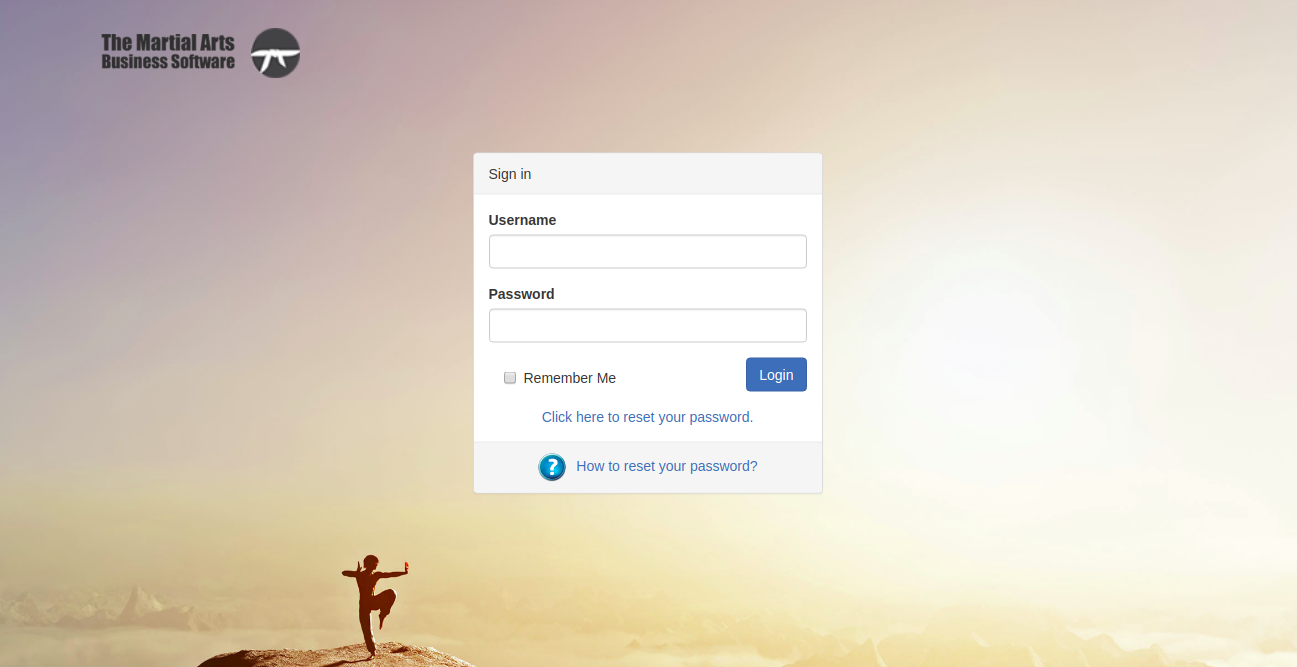 The Martial Arts
Business Software
Sign in
Username
Password
Remember Me
Login
Click here to reset your password.
? How to reset your password?